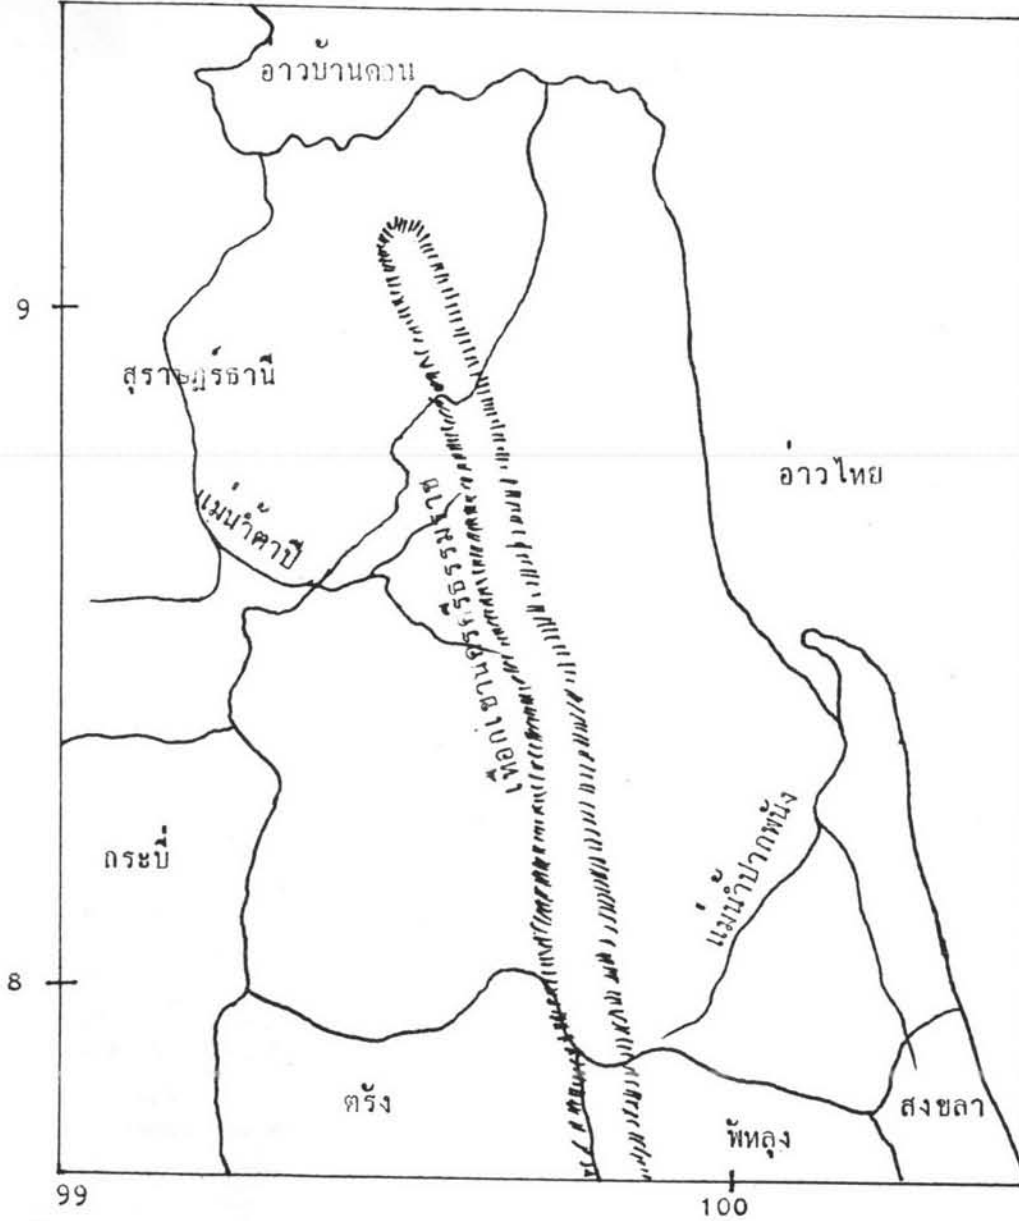 อ่าวบ้านดอน
9
สุราษฎร์ธานี
อ่าวไทย
แม่น้ำตาปี
เทือกเขานครศรีธรรมราช
กระบี่
แม่น้ำปากพนัง
8
ตรัง
สงขลา
พัทลุง
99
100